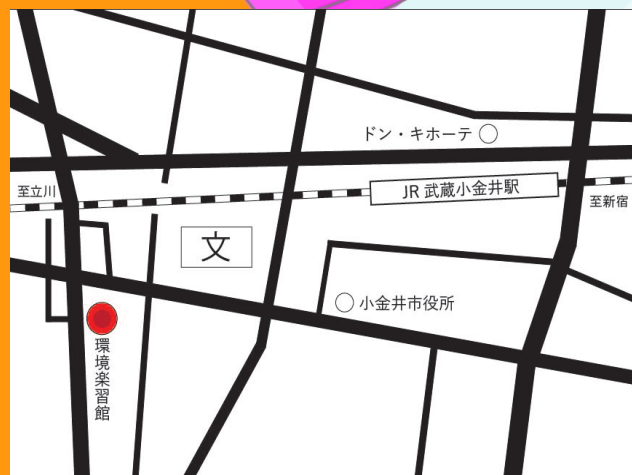 ドン・キホーテ
至立川
JR 武蔵小金井駅
至新宿
文
小金井市役所
環境楽習館